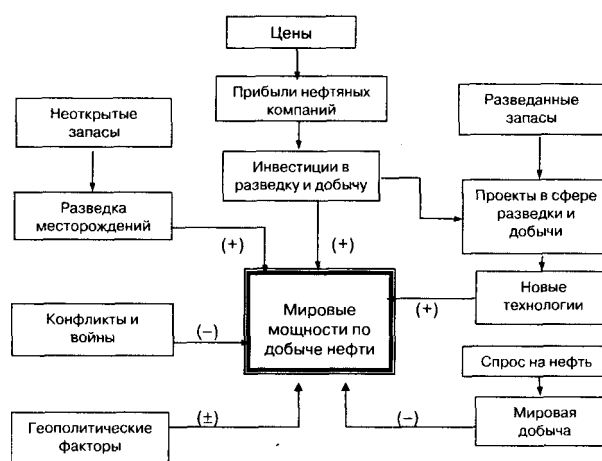 Цены
Прибыли нефтяных
компаний
Неоткрытые
запасы
Разведанные
запасы
Инвестиции в
разведку и добычу
Разведка
месторождений
Проекты в сфере
разведки и
добычи
(+)
(+)
Мировые
мощности по
добыче нефти
Новые
технологии
(+)
Конфликты и
войны
(–)
Спрос на нефть
Геополитические
факторы
(±)
(–)
Мировая
добыча